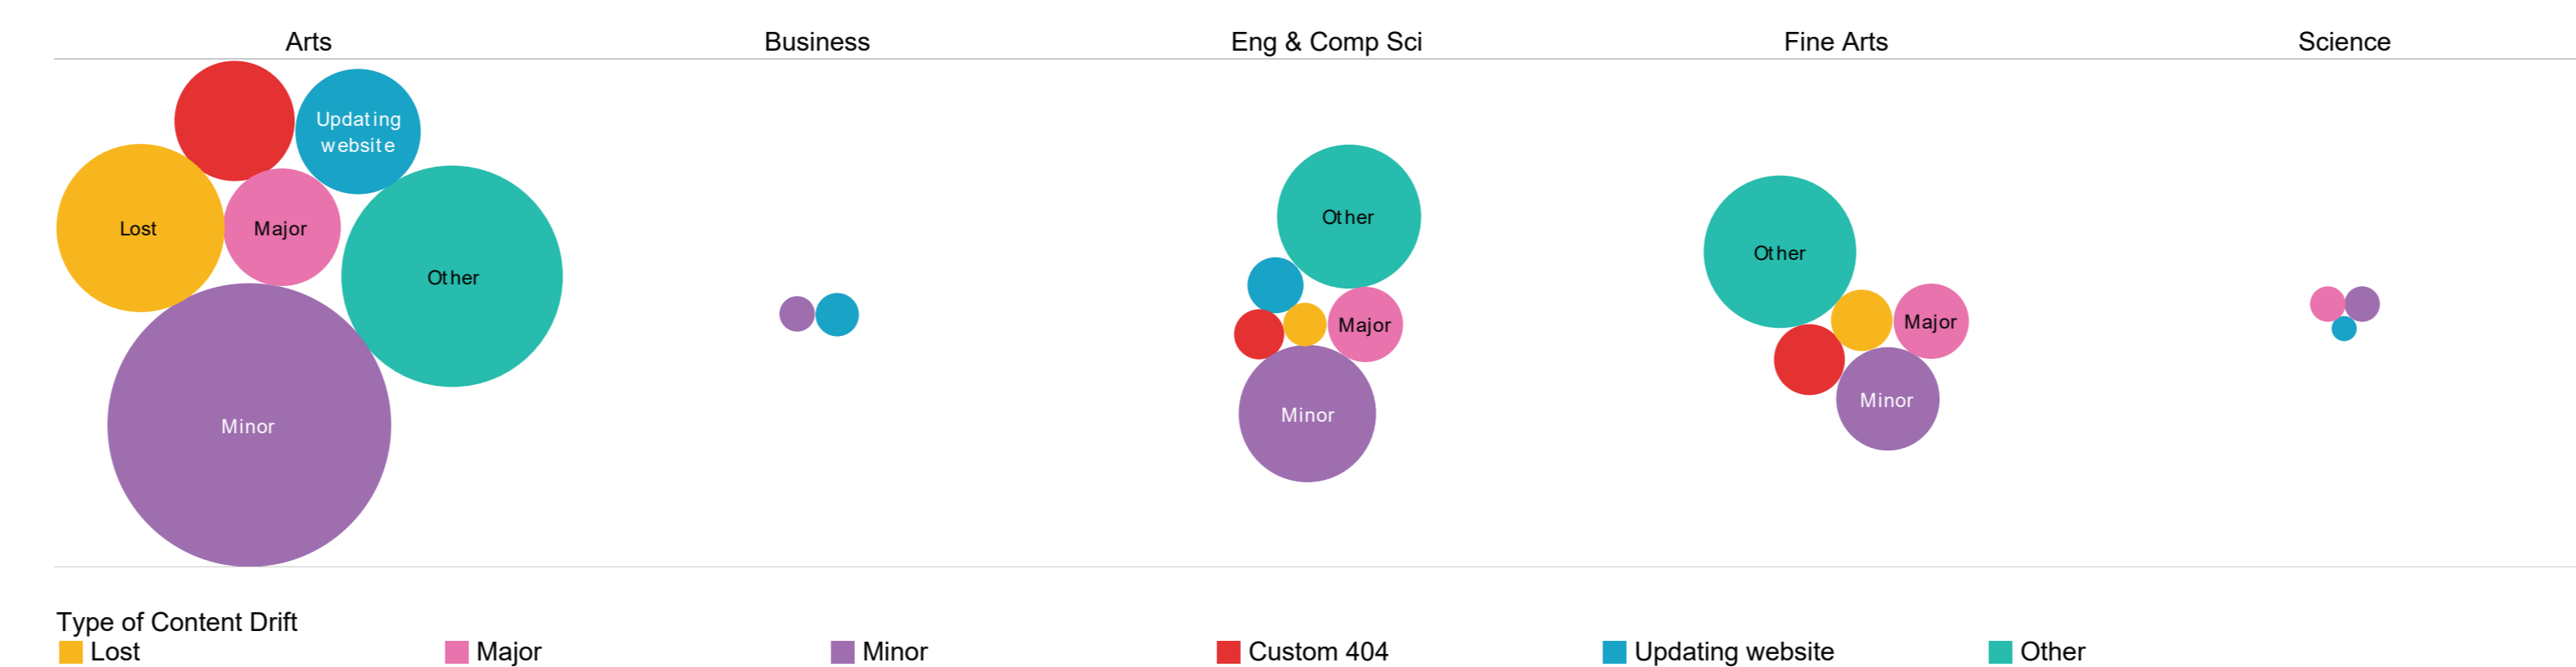 Arts Business Eng & Comp Sci Fine Arts Science
Updating
website
Lost Major Other
Minor
Other
Major
Minor
Other
Major
Minor
Type of Content Drift
Lost Major Minor Custom 404 Updating website Other